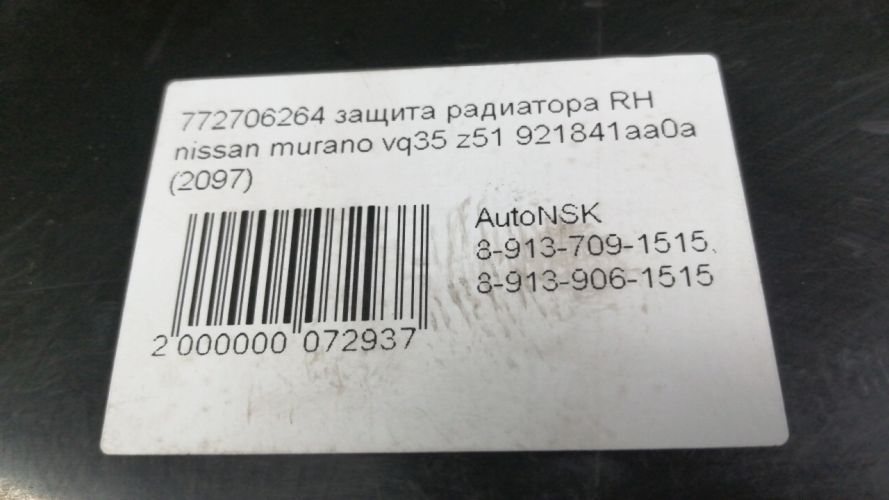 772706264 защита радиатора RH
nissan murano vq35 z51 921841aa0a
(2097)
AutoNSK
8-913-709-1515,
8-913-906-1515
2 000000 072937